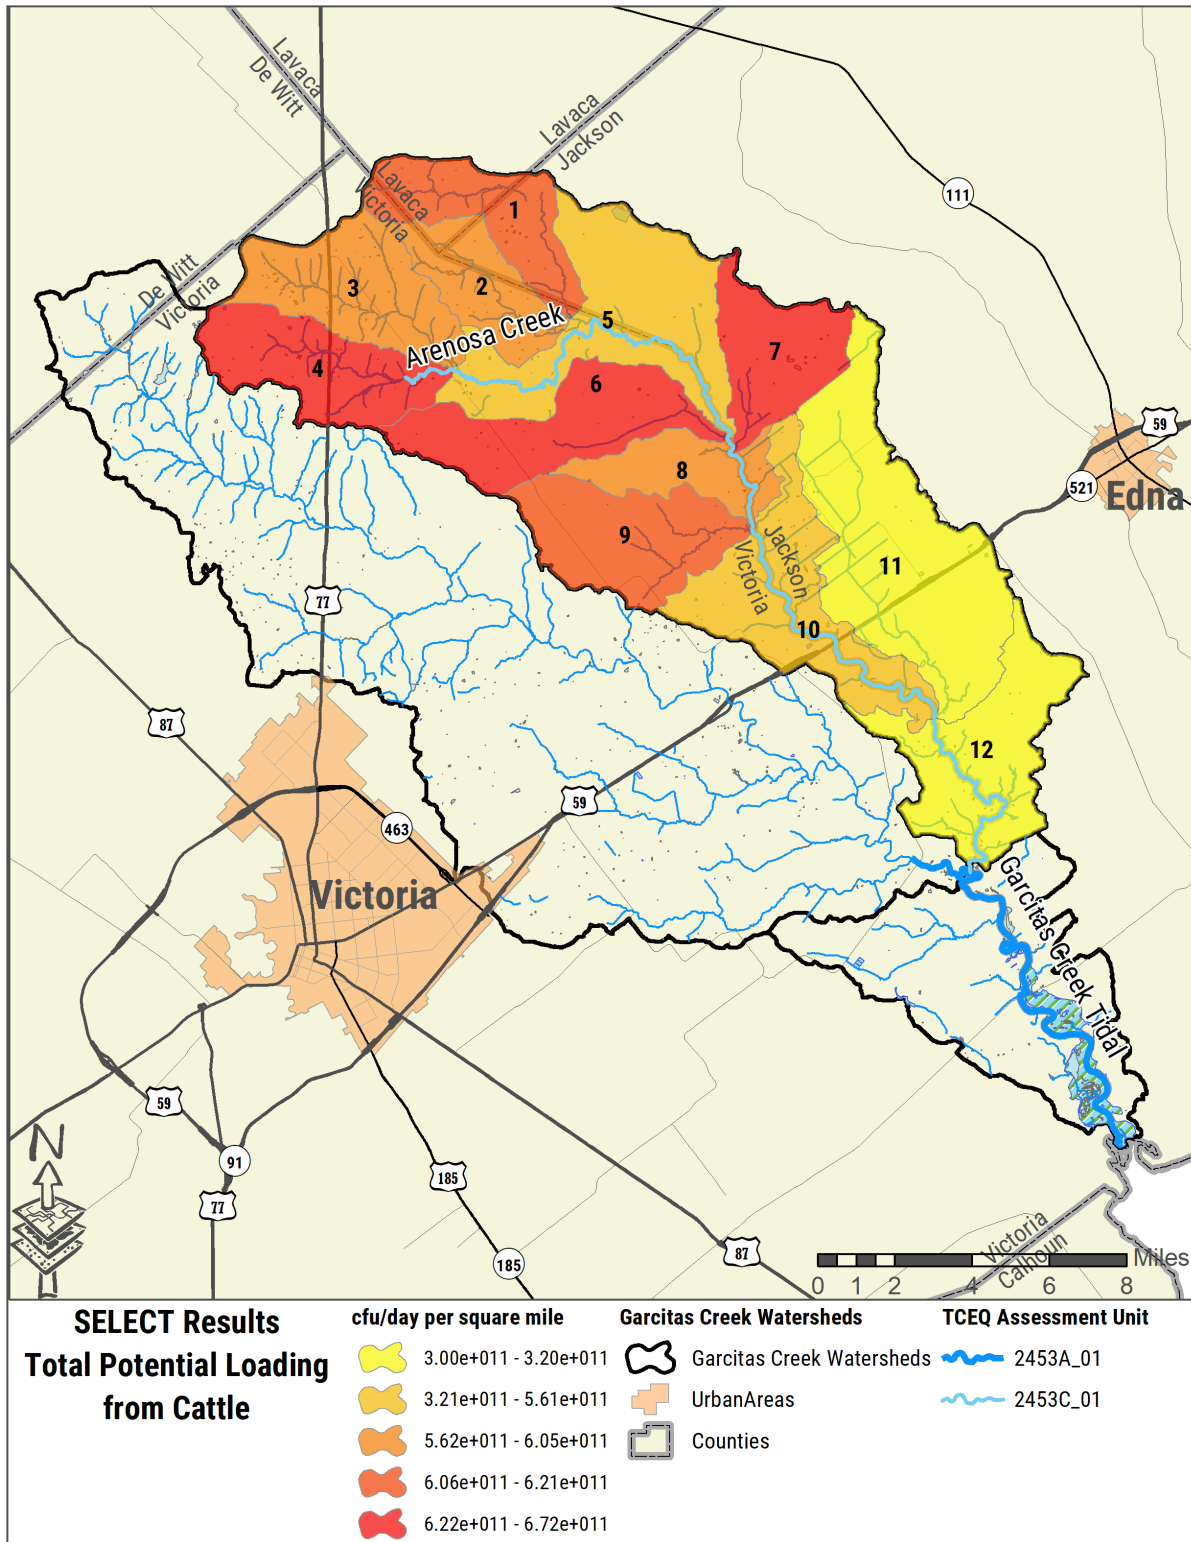 Lavaca
De Witt
Lavaca
Jackson
Lavaca
Victoria
De Witt
Victoria
111
1
2
3
4
5
6
7
8
9
10
11
12
Arenosa Creek
59
521
Edna
Jackson
Victoria
77
87
59
463
Victoria
Garcitas Creek Tidal
59
91
77
185
185
87
Victoria
Calhoun
N
0 1 2 4 6 8 Miles
SELECT Results
Total Potential Loading
from Cattle
cfu/day per square mile
3.00e+011 - 3.20e+011
3.21e+011 - 5.61e+011
5.62e+011 - 6.05e+011
6.06e+011 - 6.21e+011
6.22e+011 - 6.72e+011
Garcitas Creek Watersheds
Garcitas Creek Watersheds
UrbanAreas
Counties
TCEQ Assessment Unit
2453A_01
2453C_01